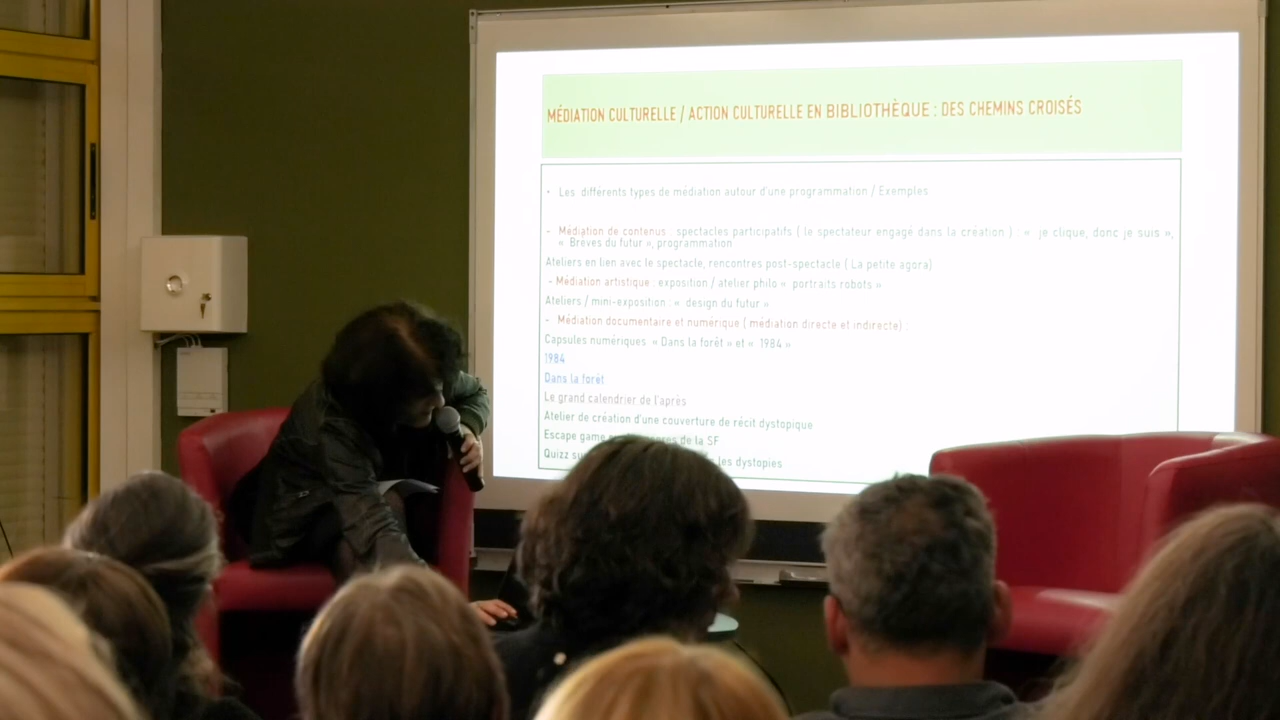 MÉDIATION CULTURELLE / ACTION CULTURELLE EN BIBLIOTHÈQUE : DES CHEMINS CROISÉS
• Les différents types de médiation autour d'une programmation / Exemples
- Médiation de contenus : spectacles participatifs ( le spectateur engagé dans la création ) : « je clique, donc je suis »,
« Brèves du futur », programmation
Ateliers en lien avec le spectacle, rencontres post-spectacle ( La petite agora)
- Médiation artistique : exposition / atelier philo « portraits robots »
Ateliers / mini-exposition : « design du futur »
- Médiation documentaire et numérique ( médiation directe et indirecte) :
Capsules numériques « Dans la forêt » et « 1984 »
1984
Dans la forêt
Le grand calendrier de l'après
Atelier de création d'une couverture de récit dystopique
Escape game de la SF
Quizz les dystopies